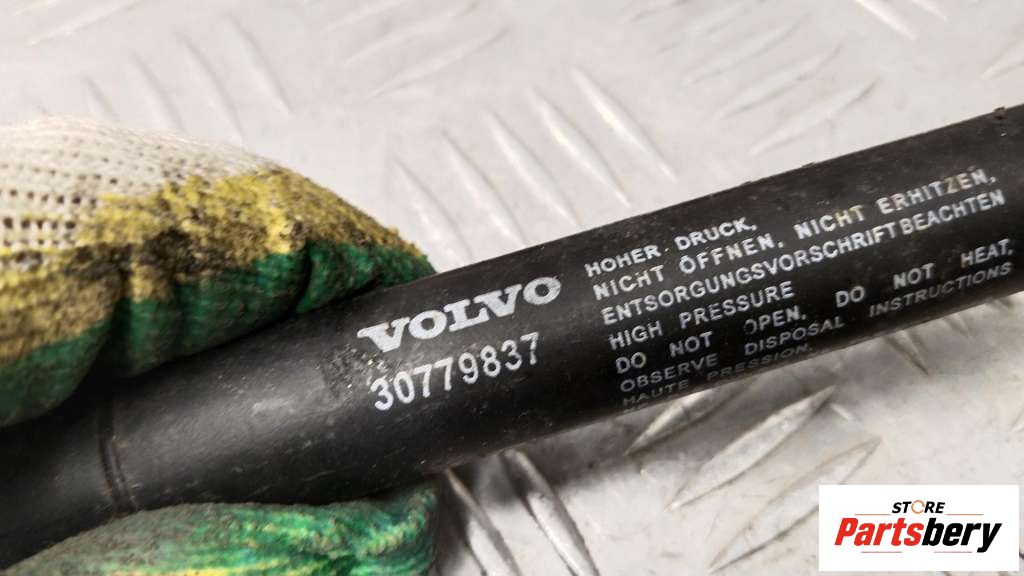 VOLVO
30779837
HOHER DRUCK,
NICHT ÖFFNEN, NICHT ERHITZEN,
ENTSORGUNGSVORSCHRIFT BEACHTEN
HIGH PRESSURE
DO NOT OPEN, DO NOT HEAT,
OBSERVE DISPOSAL INSTRUCTIONS
HAUTE PRESSION,
STORE
Partsbery